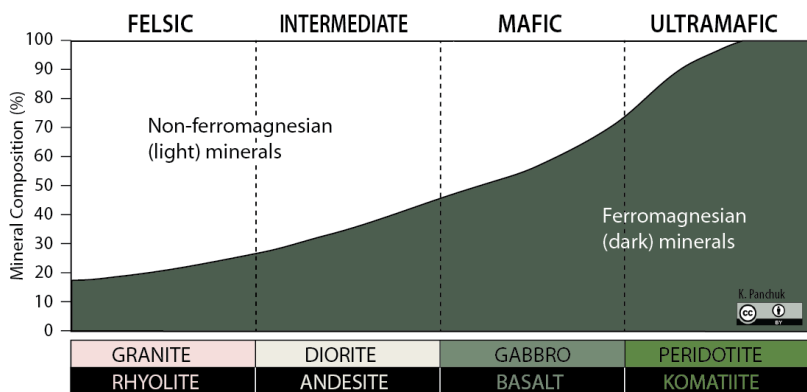 FELSIC INTERMEDIATE MAFIC ULTRAMAFIC
Mineral Composition (%)
100
90
80
70
60
50
40
30
20
10
0
Non-ferromagnesian
(light) minerals
Ferromagnesian
(dark) minerals
K. Panchuk
cc
BY
GRANITE DIORITE GABBRO PERIDOTITE
RHYOLITE ANDESITE BASALT KOMATIITE